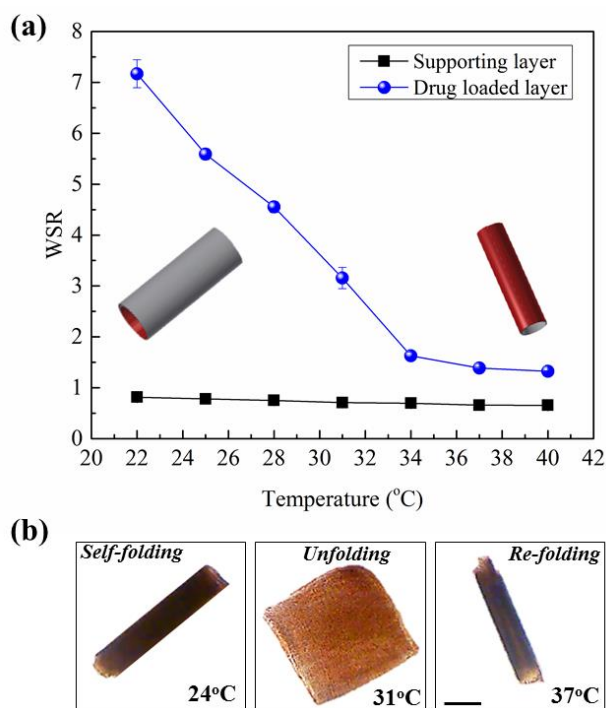 (a)
8
7
6
5
4
3
2
1
0
WSR
Supporting layer
Drug loaded layer
20 22 24 26 28 30 32 34 36 38 40 42
Temperature (°C)
(b)
Self-folding
24°C
Unfolding
31°C
Re-folding
37°C